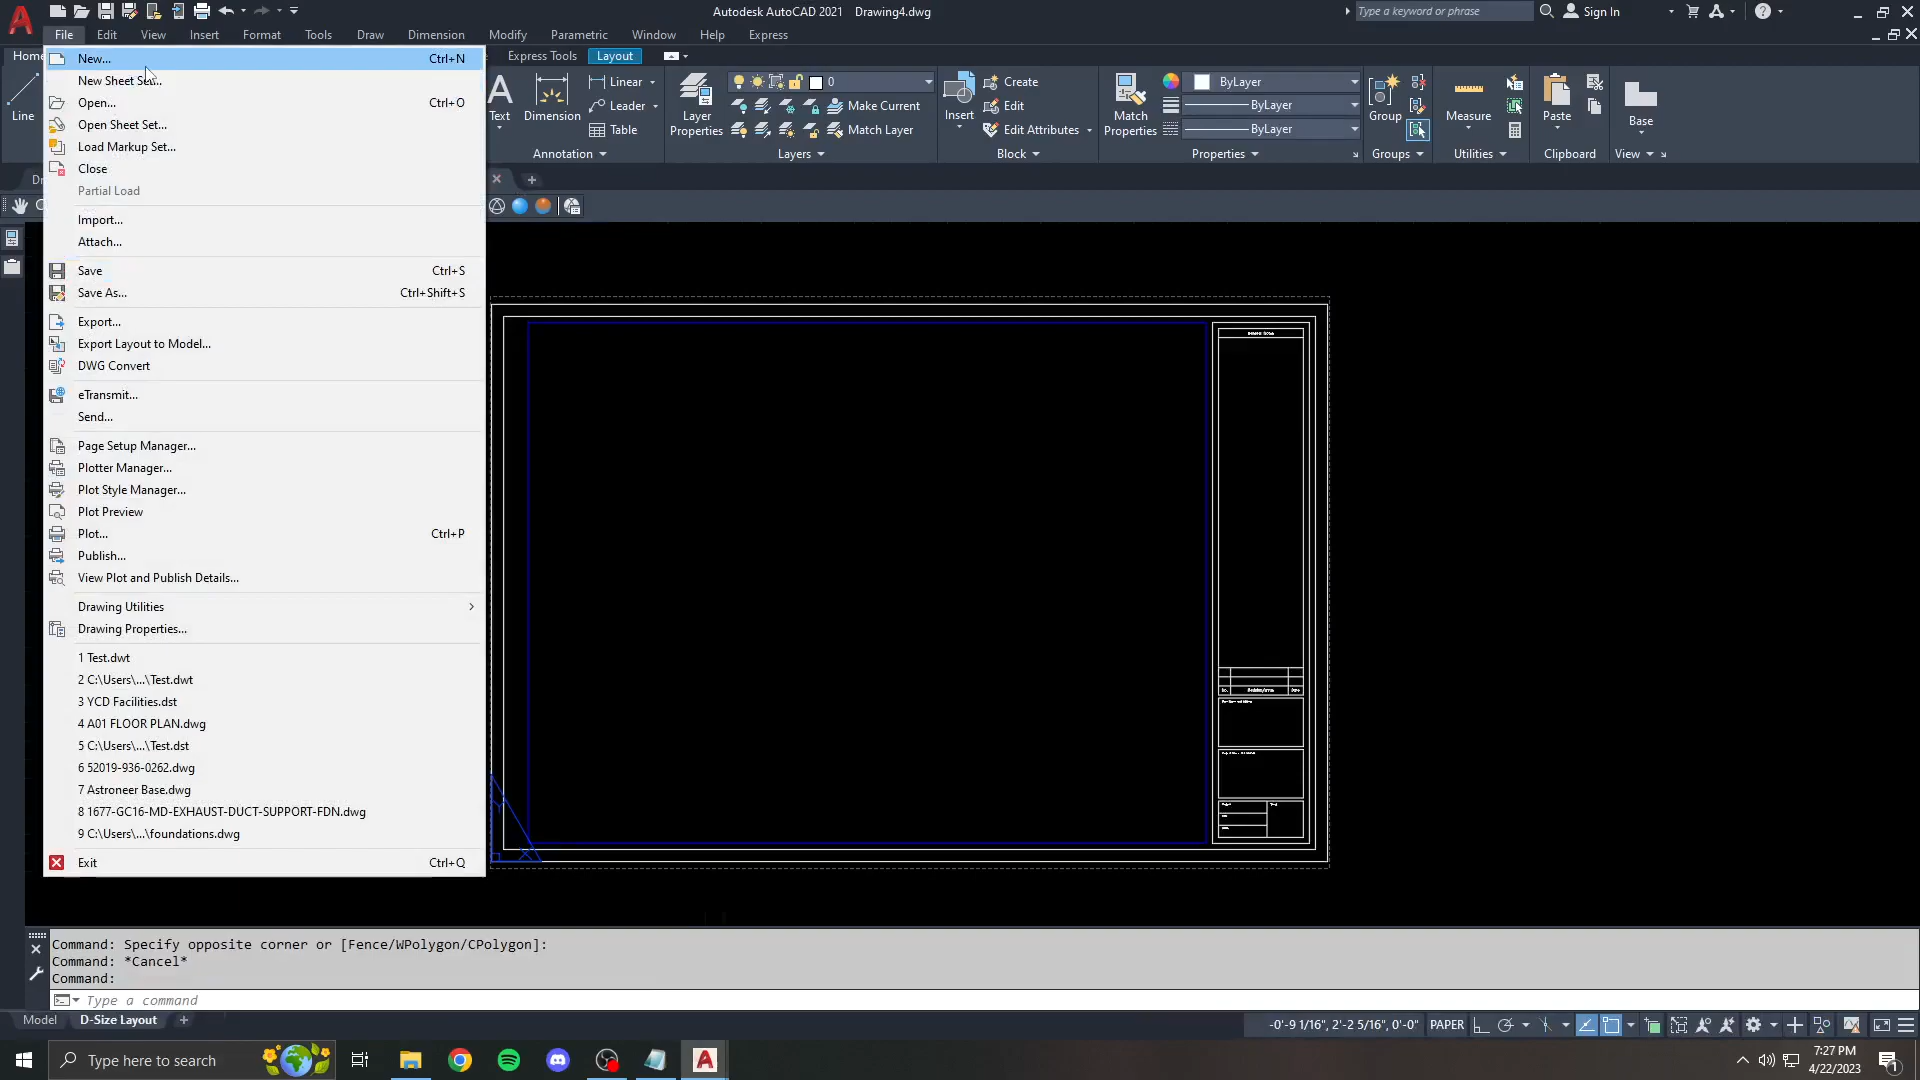 Autodesk AutoCAD 2021 Drawing4.dwg
Type a keyword or phrase
Sign In
File Edit View Insert Format Tools Draw Dimension Modify Parametric Window Help Express
Home Express Tools Layout
New... Ctrl+N
New Sheet Set...
Open... Ctrl+O
Open Sheet Set...
Load Markup Set...
Close
Partial Load
Import...
Attach...
Save Ctrl+S
Save As... Ctrl+Shift+S
Export...
Export Layout to Model...
DWG Convert
eTransmit...
Send...
Page Setup Manager...
Plotter Manager...
Plot Style Manager...
Plot Preview
Plot... Ctrl+P
Publish...
View Plot and Publish Details...
Drawing Utilities
Drawing Properties...
1 Test.dwt
2 C:\Users\...\Test.dwt
3 YCD Facilities.dst
4 A01 FLOOR PLAN.dwg
5 C:\Users\...\Test.dst
6 52019-936-0262.dwg
7 Astroneer Base.dwg
8 1677-GC16-MD-EXHAUST-DUCT-SUPPORT-FDN.dwg
9 C:\Users\...\foundations.dwg
Exit Ctrl+Q
Line
Text
Dimension
Linear
Leader
Table
Annotation
Layer
Properties
0
Make Current
Match Layer
Layers
Insert
Create
Edit
Edit Attributes
Block
Match
Properties
ByLayer
ByLayer
ByLayer
Properties
Group
Groups
Measure
Utilities
Paste
Clipboard
Base
View
No.
Date
Command: Specify opposite corner or [Fence/WPolygon/CPolygon]:
Command: *Cancel*
Command:
Type a command
Model D-Size Layout
-0'-9 1/16", 2'-2 5/16", 0'-0" PAPER
Type here to search
7:27 PM
4/22/2023
1